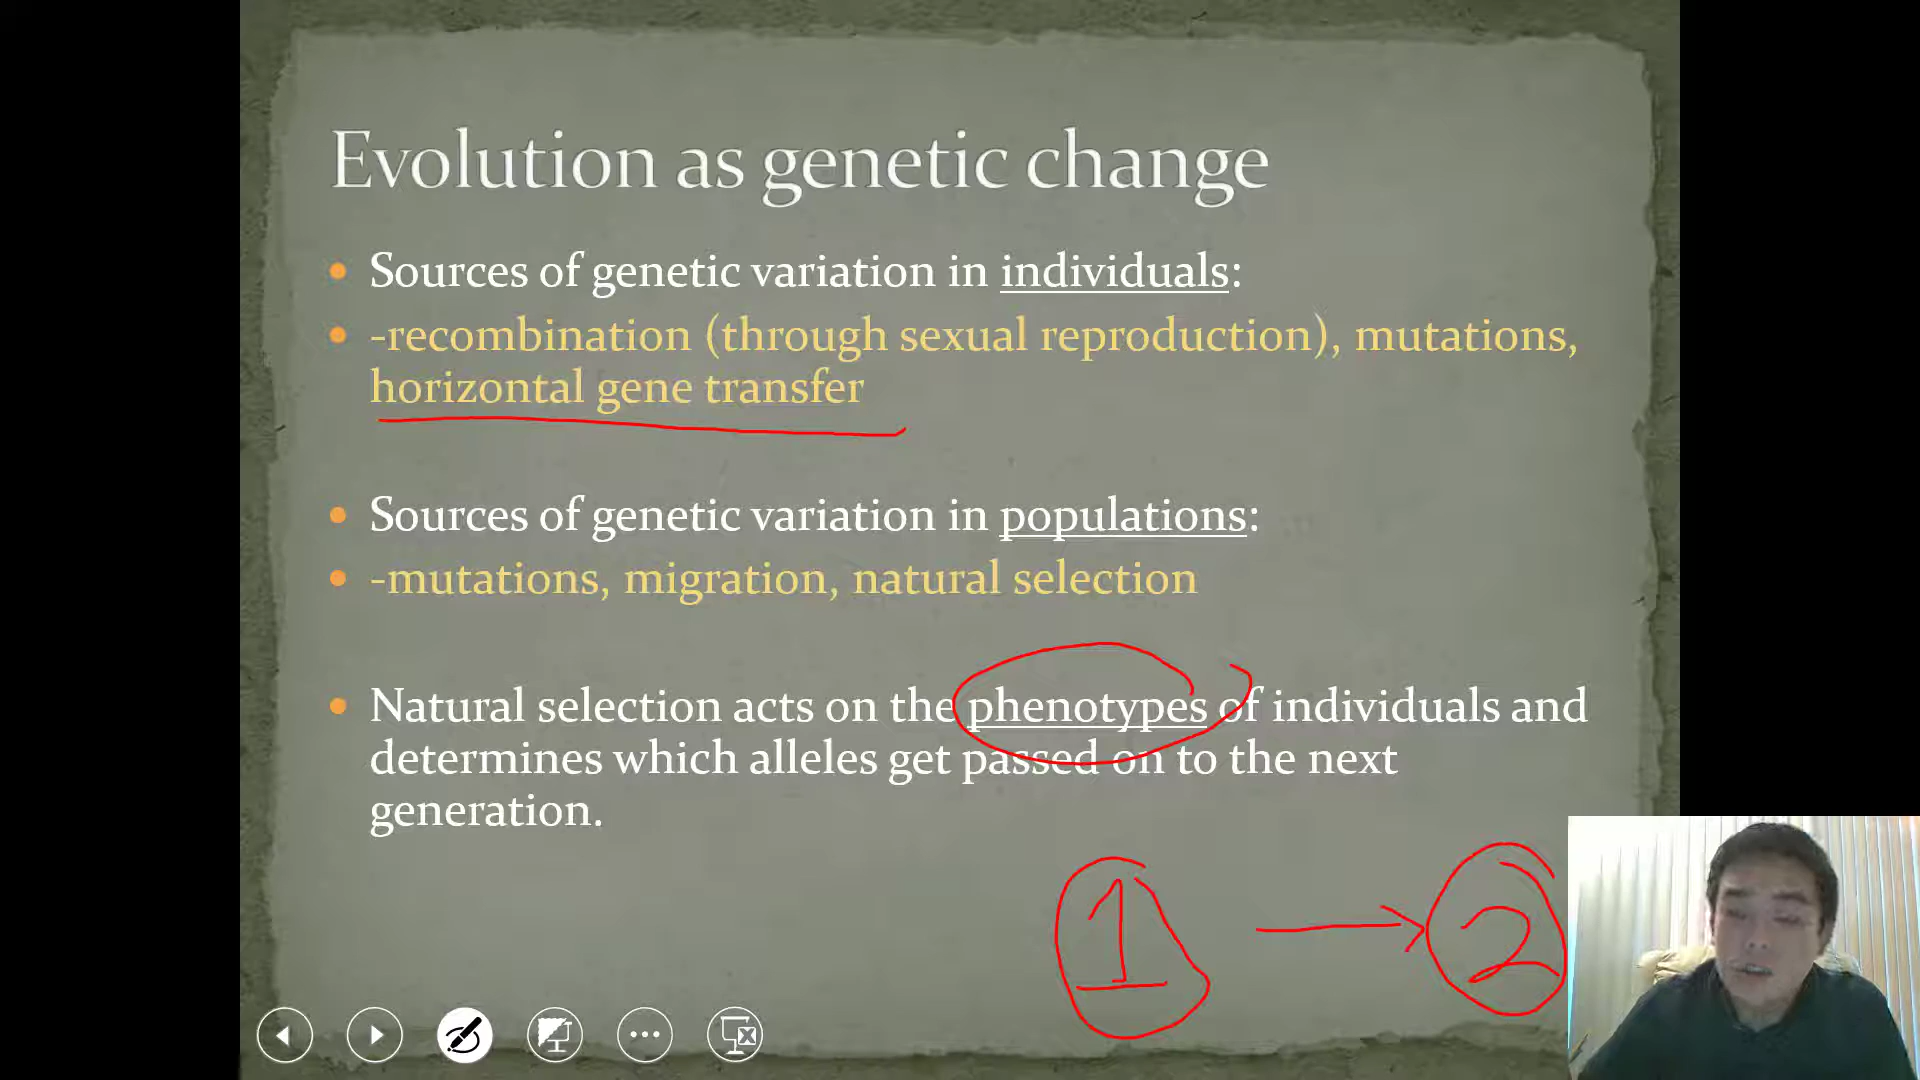 Evolution as genetic change
Sources of genetic variation in individuals:
-recombination (through sexual reproduction), mutations,
horizontal gene transfer
Sources of genetic variation in populations:
-mutations, migration, natural selection
Natural selection acts on the phenotypes of individuals and
determines which alleles get passed on to the next
generation.
1 → 2